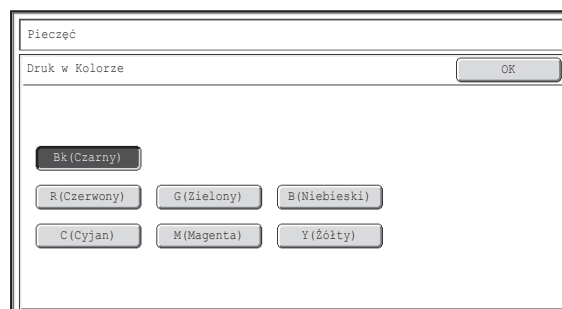 Pieczęć
Druk w Kolorze OK
Bk(Czarny)
R(Czerwony) G(Zielony) B(Niebieski)
C(Cyjan) M(Magenta) Y(Żółty)